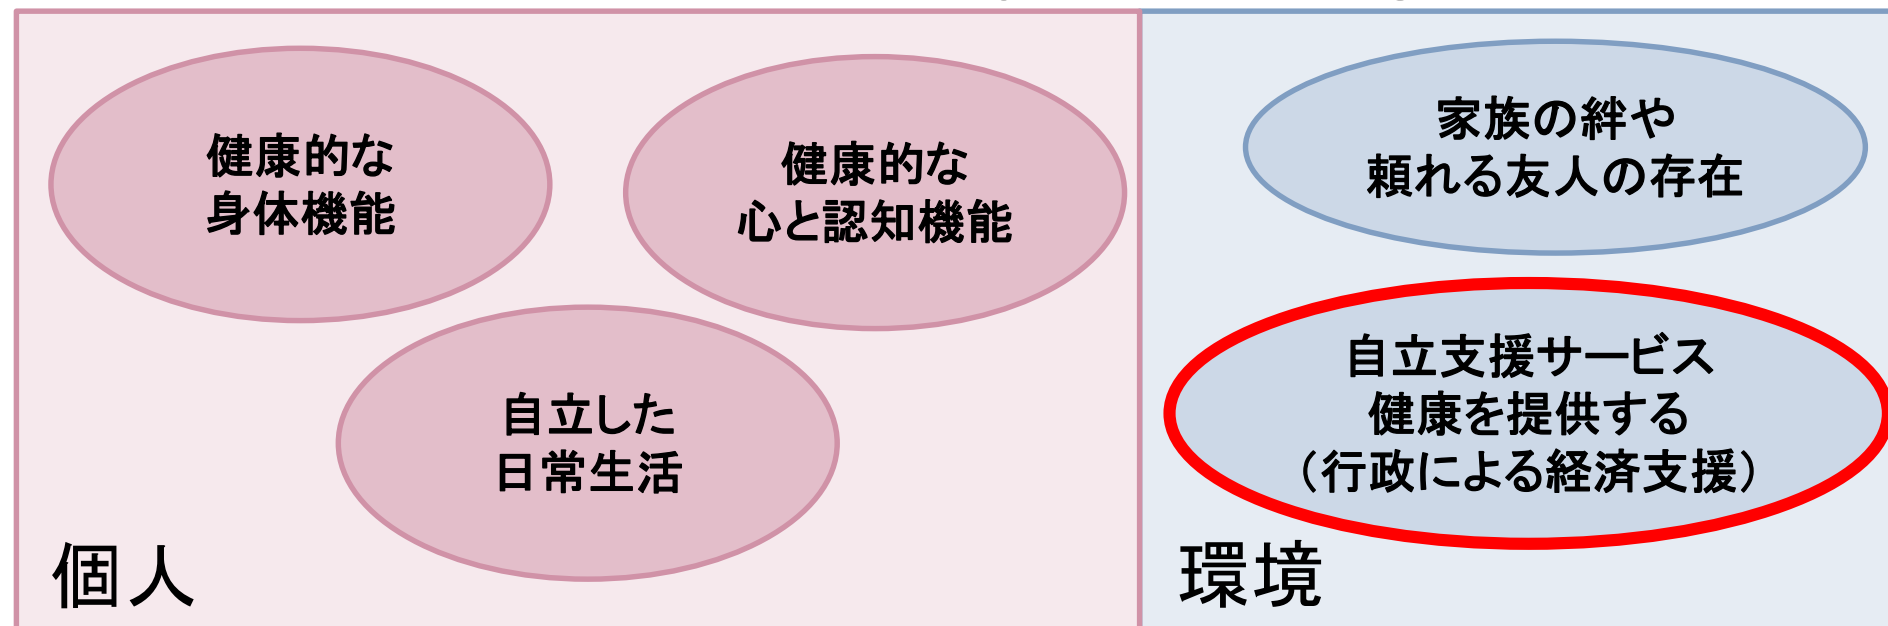 健康的な
身体機能
健康的な
心と認知機能
自立した
日常生活
個人
家族の絆や
頼れる友人の存在
自立支援サービス
健康を提供する
（行政による経済支援）
環境